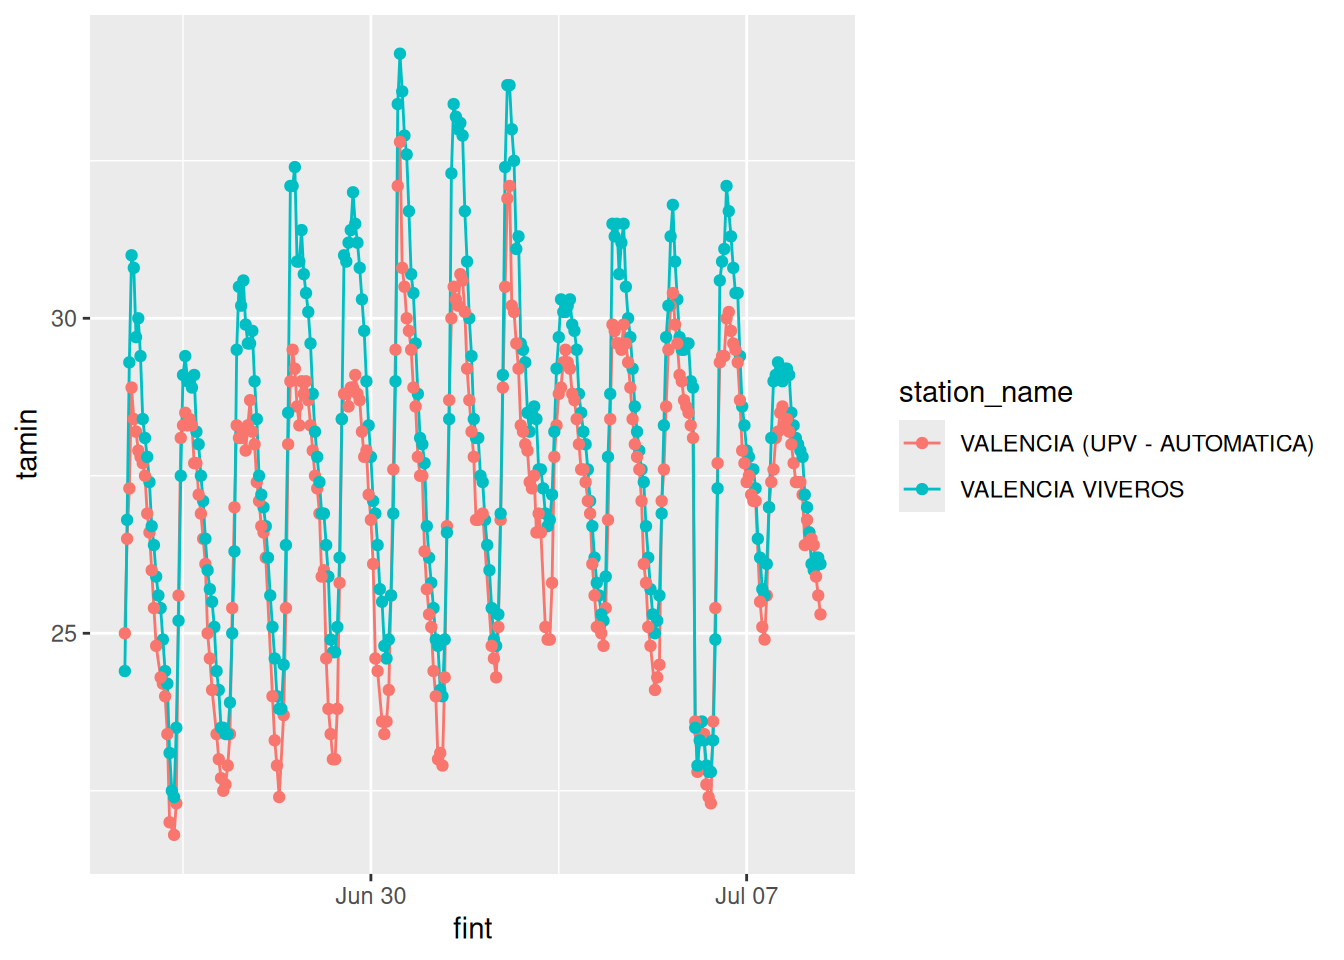 30
25
tamin
Jun 30
Jul 07
fint
station_name
VALENCIA (UPV - AUTOMATICA)
VALENCIA VIVEROS